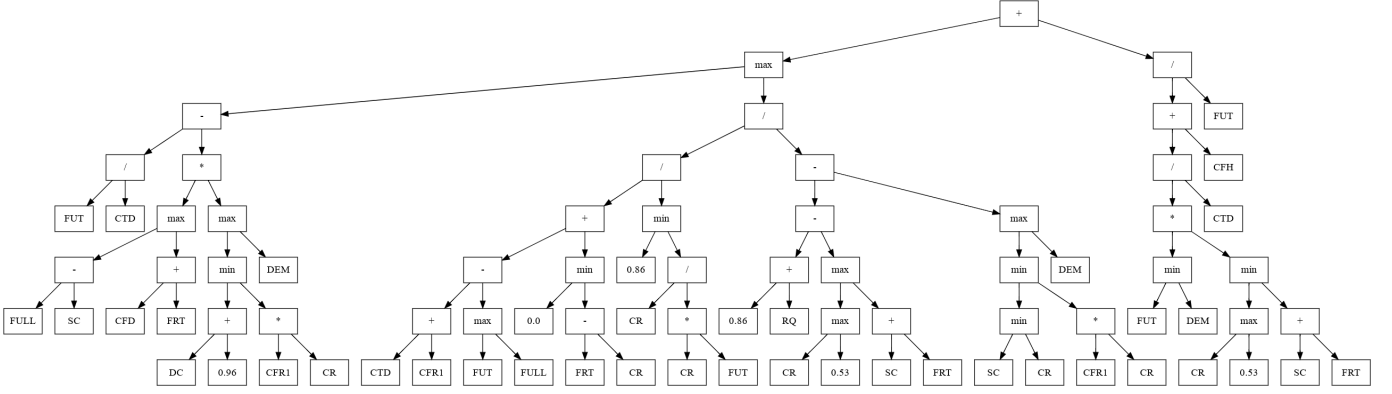 +
max /
- / + FUT
/ * / - / CFH
FUT CTD max max + min - max * CTD
- + min DEM - min 0.86 / + max min DEM min min
FULL SC CFD FRT + * + max 0.0 - CR * 0.86 RQ max + min * FUT DEM max +
DC 0.96 CFR1 CR CTD CFR1 FUT FULL FRT CR CR FUT CR 0.53 SC FRT SC CR CFR1 CR CR 0.53 SC FRT